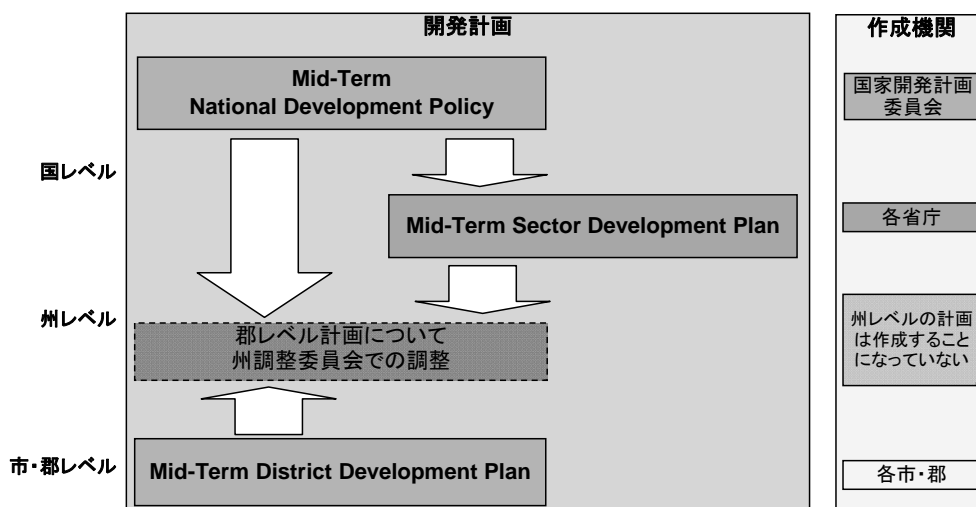 開発計画
作成機関
Mid-Term
National Development Policy
国家開発計画
委員会
国レベル
Mid-Term Sector Development Plan
各省庁
州レベル
郡レベル計画について
州調整委員会での調整
州レベルの計画
は作成すること
になっていない
市・郡レベル
Mid-Term District Development Plan
各市・郡